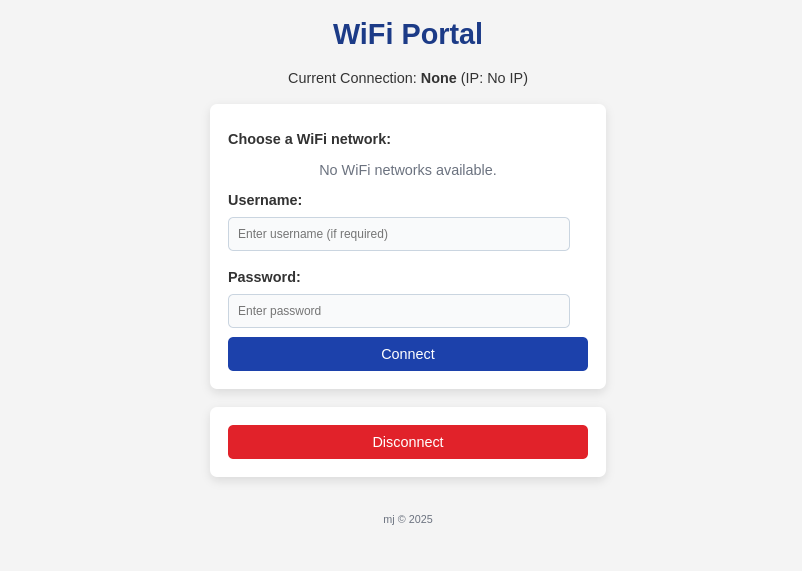 WiFi Portal
Current Connection: None (IP: No IP)
Choose a WiFi network:
No WiFi networks available.
Username:
Enter username (if required)
Password:
Enter password
Connect
Disconnect
mj © 2025